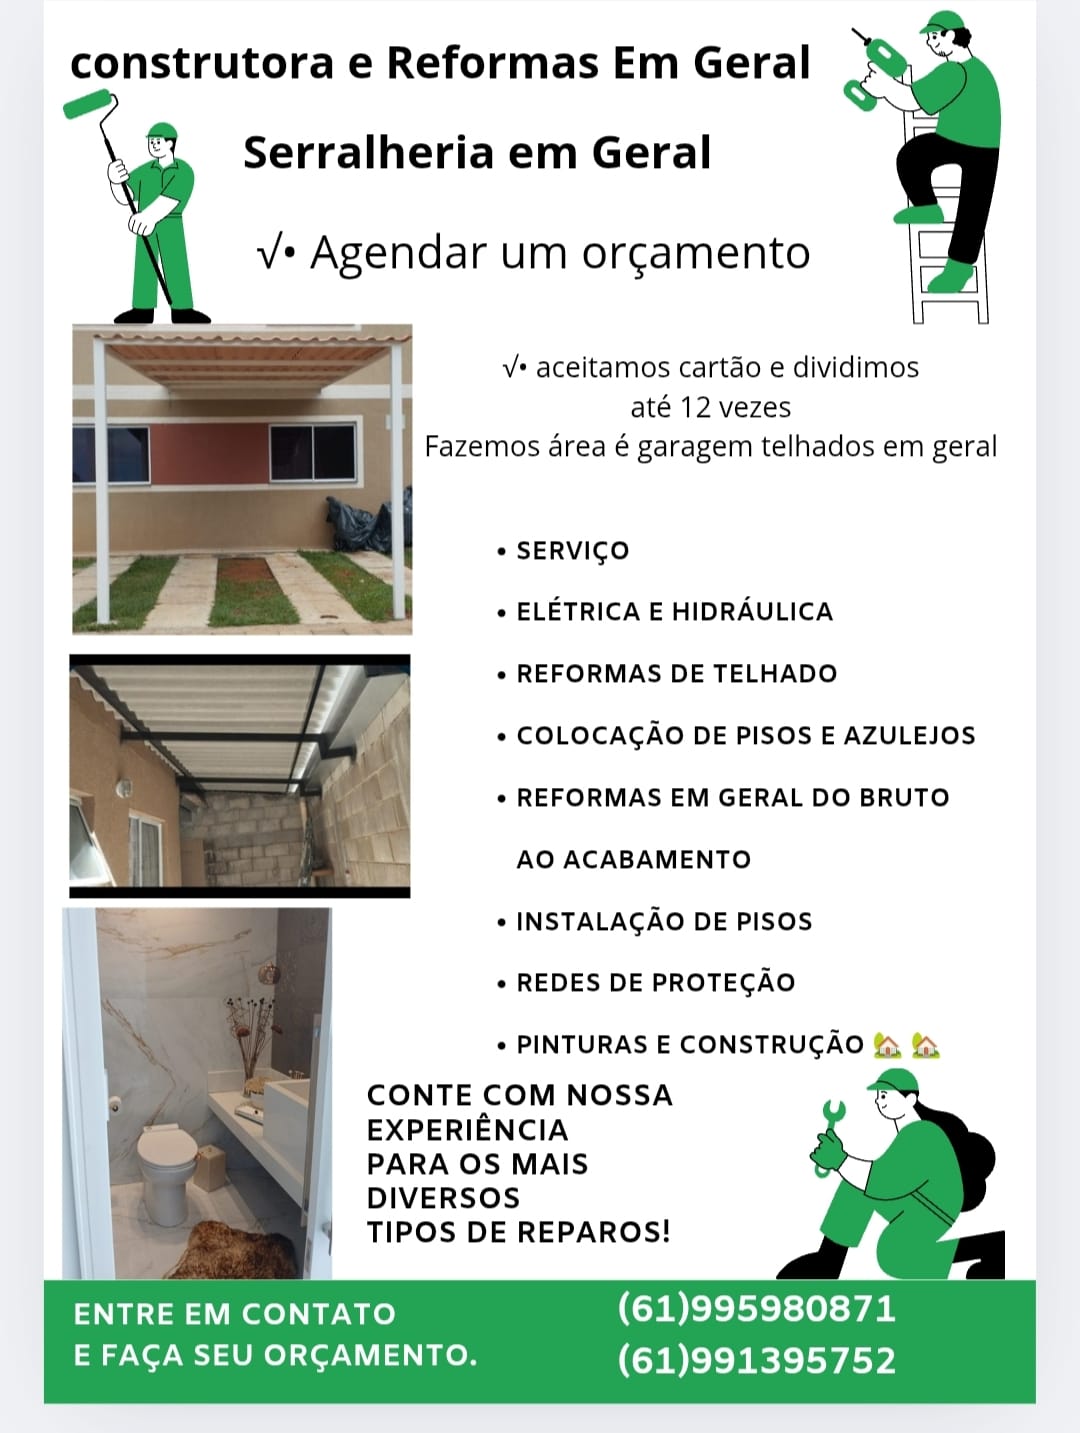 construtora e Reformas Em Geral
Serralheria em Geral
√• Agendar um orçamento
√• aceitamos cartão e dividimos
até 12 vezes
Fazemos área é garagem telhados em geral
• SERVIÇO
• ELÉTRICA E HIDRÁULICA
• REFORMAS DE TELHADO
• COLOCAÇÃO DE PISOS E AZULEJOS
• REFORMAS EM GERAL DO BRUTO
AO ACABAMENTO
• INSTALAÇÃO DE PISOS
• REDES DE PROTEÇÃO
• PINTURAS E CONSTRUÇÃO 🏡 🏡
CONTE COM NOSSA
EXPERIÊNCIA
PARA OS MAIS
DIVERSOS
TIPOS DE REPAROS!
ENTRE EM CONTATO
E FAÇA SEU ORÇAMENTO.
(61)995980871
(61)991395752